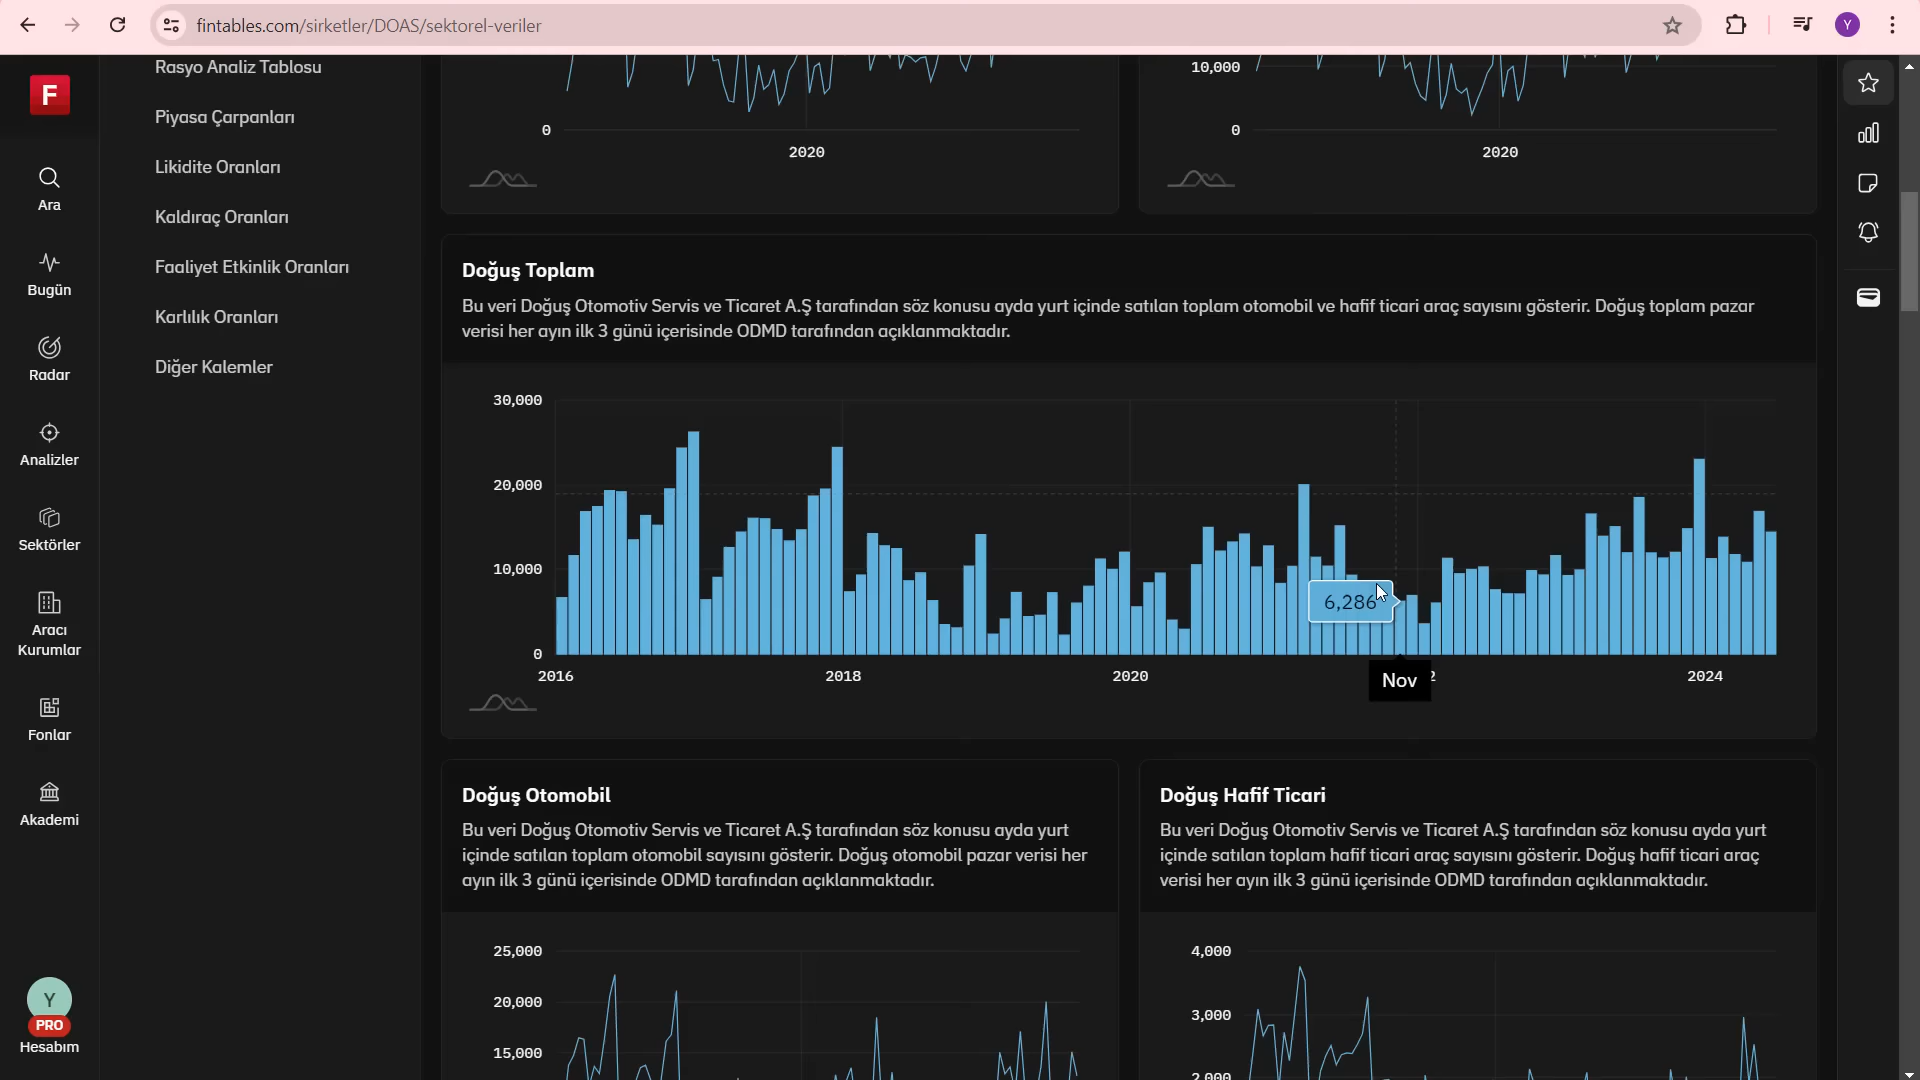 fintables.com/sirketler/DOAS/sektorel-veriler
Y
F
Ara
Bugün
Radar
Analizler
Sektörler
Aracı
Kurumlar
Fonlar
Akademi
Y
PRO
Hesabım
Rasyo Analiz Tablosu
Piyasa Çarpanları
Likidite Oranları
Kaldıraç Oranları
Faaliyet Etkinlik Oranları
Karlılık Oranları
Diğer Kalemler
0
2020
10,000
0
2020
Doğuş Toplam
Bu veri Doğuş Otomotiv Servis ve Ticaret A.Ş tarafından söz konusu ayda yurt içinde satılan toplam otomobil ve hafif ticari araç sayısını gösterir. Doğuş toplam pazar
verisi her ayın ilk 3 günü içerisinde ODMD tarafından açıklanmaktadır.
30,000
20,000
10,000
0
6,286
2016
2018
2020
Nov
2024
Doğuş Otomobil
Bu veri Doğuş Otomotiv Servis ve Ticaret A.Ş tarafından söz konusu ayda yurt
içinde satılan toplam otomobil sayısını gösterir. Doğuş otomobil pazar verisi her
ayın ilk 3 günü içerisinde ODMD tarafından açıklanmaktadır.
25,000
20,000
15,000
Doğuş Hafif Ticari
Bu veri Doğuş Otomotiv Servis ve Ticaret A.Ş tarafından söz konusu ayda yurt
içinde satılan toplam hafif ticari araç sayısını gösterir. Doğuş hafif ticari araç
verisi her ayın ilk 3 günü içerisinde ODMD tarafından açıklanmaktadır.
4,000
3,000
2,000